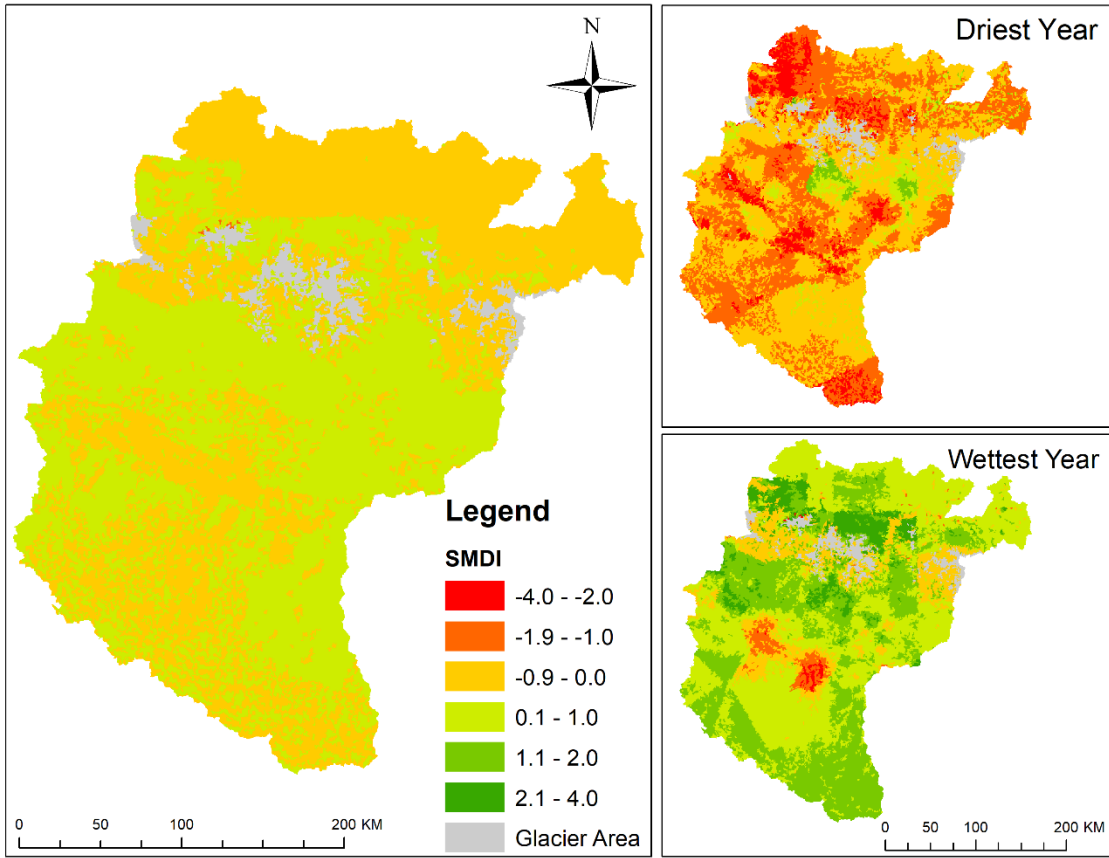 N
Legend
SMDI
-4.0 - -2.0
-1.9 - -1.0
-0.9 - 0.0
0.1 - 1.0
1.1 - 2.0
2.1 - 4.0
Glacier Area
0 50 100 200 KM
Driest Year
Wettest Year
0 50 100 150 200 KM